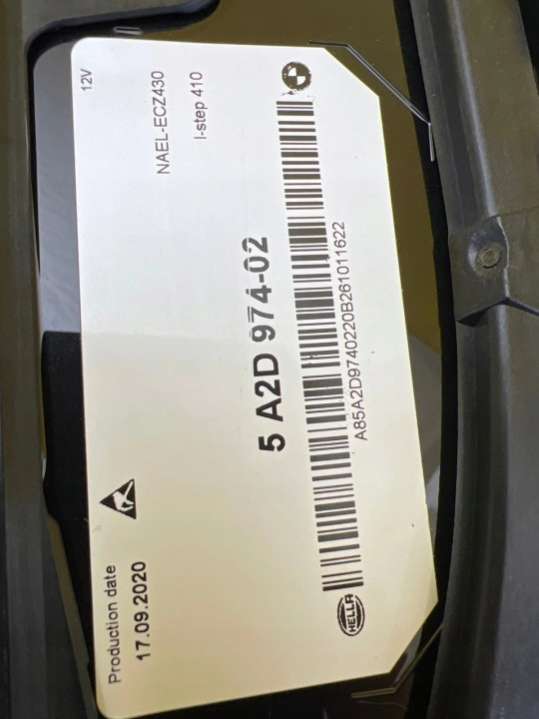 12V
NAEL-ECZ430
I-step 410
5 A2D 974-02
A85A2D9740220B261011622
Production date
17.09.2020
HELLA